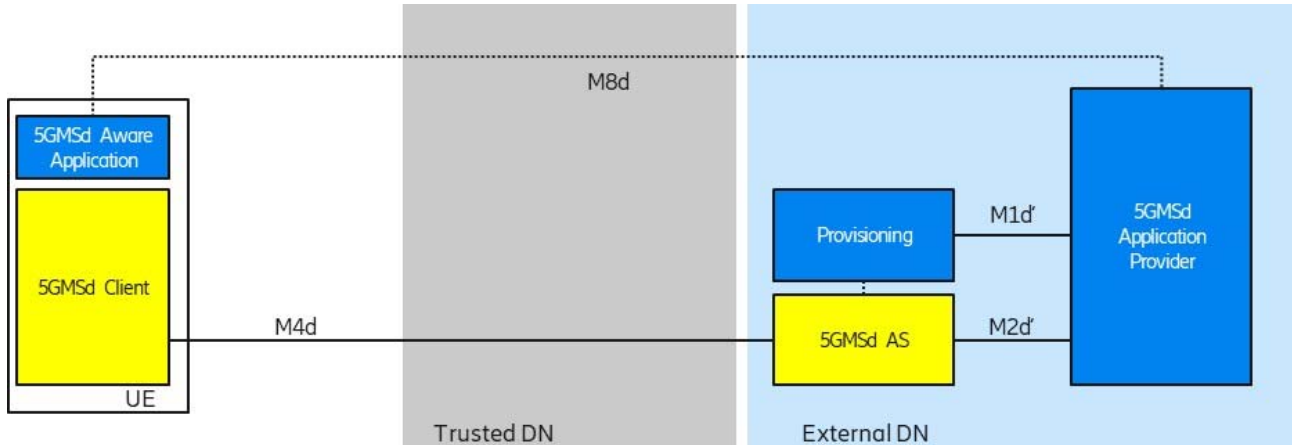 M8d
5GMSd Aware
Application
5GMSd Client
UE
M4d
Trusted DN
Provisioning
5GMSd AS
M1d'
M2d'
5GMSd
Application
Provider
External DN